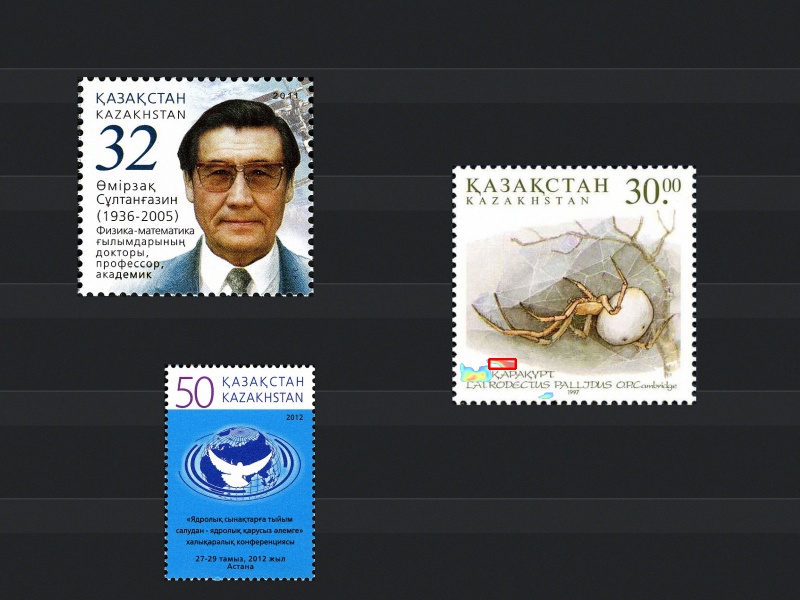 ҚАЗАҚСТАН
KAZAKHSTAN
2011
32
Өмірзақ
Сұлтанғазин
(1936-2005)
Физика-математика
ғылымдарының
докторы,
профессор,
академик
ҚАЗАҚСТАН 30.00
KAZAKHSTAN
ҚАРАҚҰРТ
LATRODECTUS PALLIDUS O.P.Cambridge
1997
50 ҚАЗАҚСТАН
KAZAKHSTAN
2012
«Ядролық сынақтарға тыйым
салудан - ядролық қарусыз әлемге»
халықаралық конференциясы
27-29 тамыз, 2012 жыл
Астана